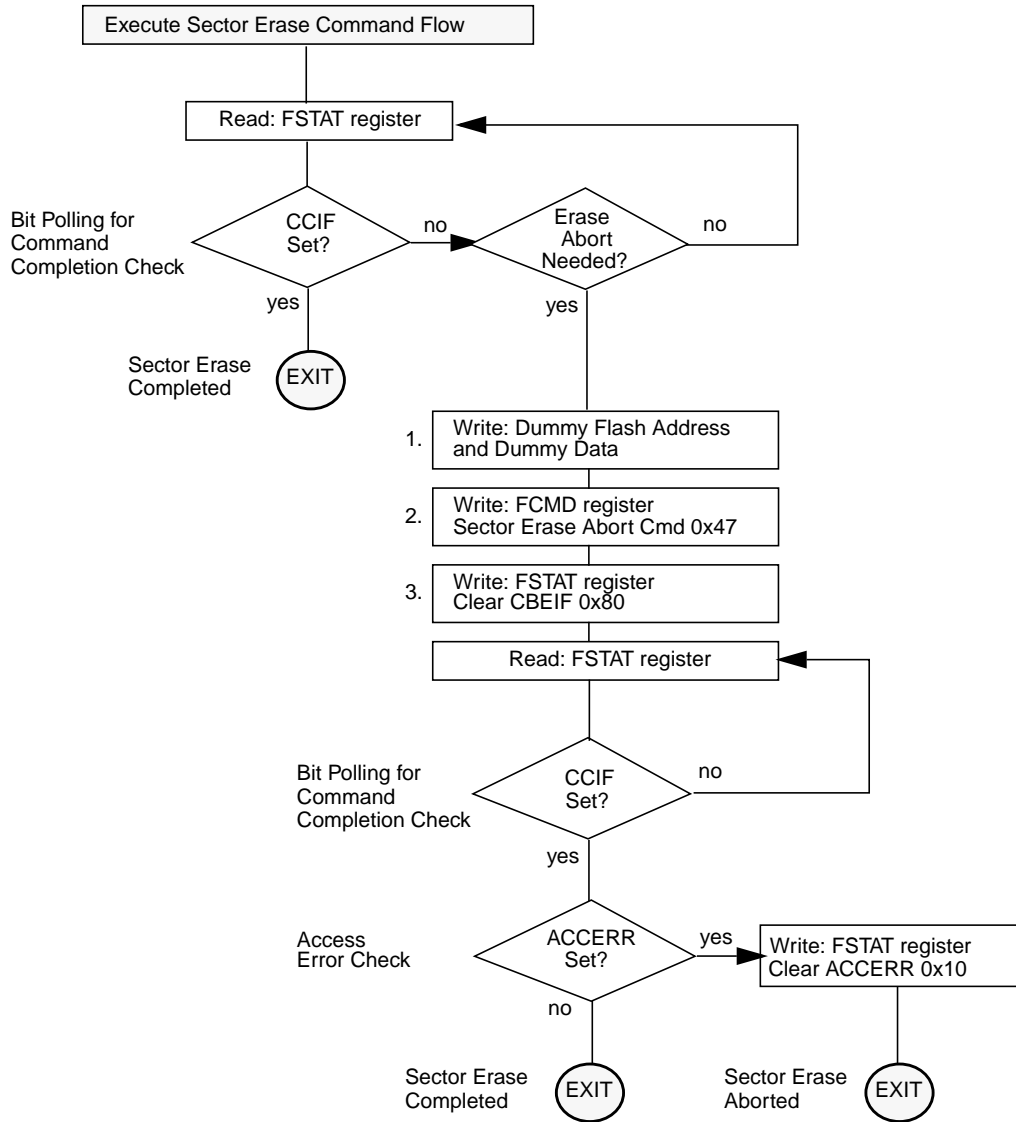 Execute Sector Erase Command Flow
Read: FSTAT register
Bit Polling for
Command
Completion Check
CCIF
Set?
no
Erase
Abort
Needed?
no
yes
yes
Sector Erase
Completed
EXIT
1.
Write: Dummy Flash Address
and Dummy Data
2.
Write: FCMD register
Sector Erase Abort Cmd 0x47
3.
Write: FSTAT register
Clear CBEIF 0x80
Read: FSTAT register
Bit Polling for
Command
Completion Check
CCIF
Set?
no
yes
Access
Error Check
ACCERR
Set?
yes
Write: FSTAT register
Clear ACCERR 0x10
no
Sector Erase
Completed
EXIT
Sector Erase
Aborted
EXIT